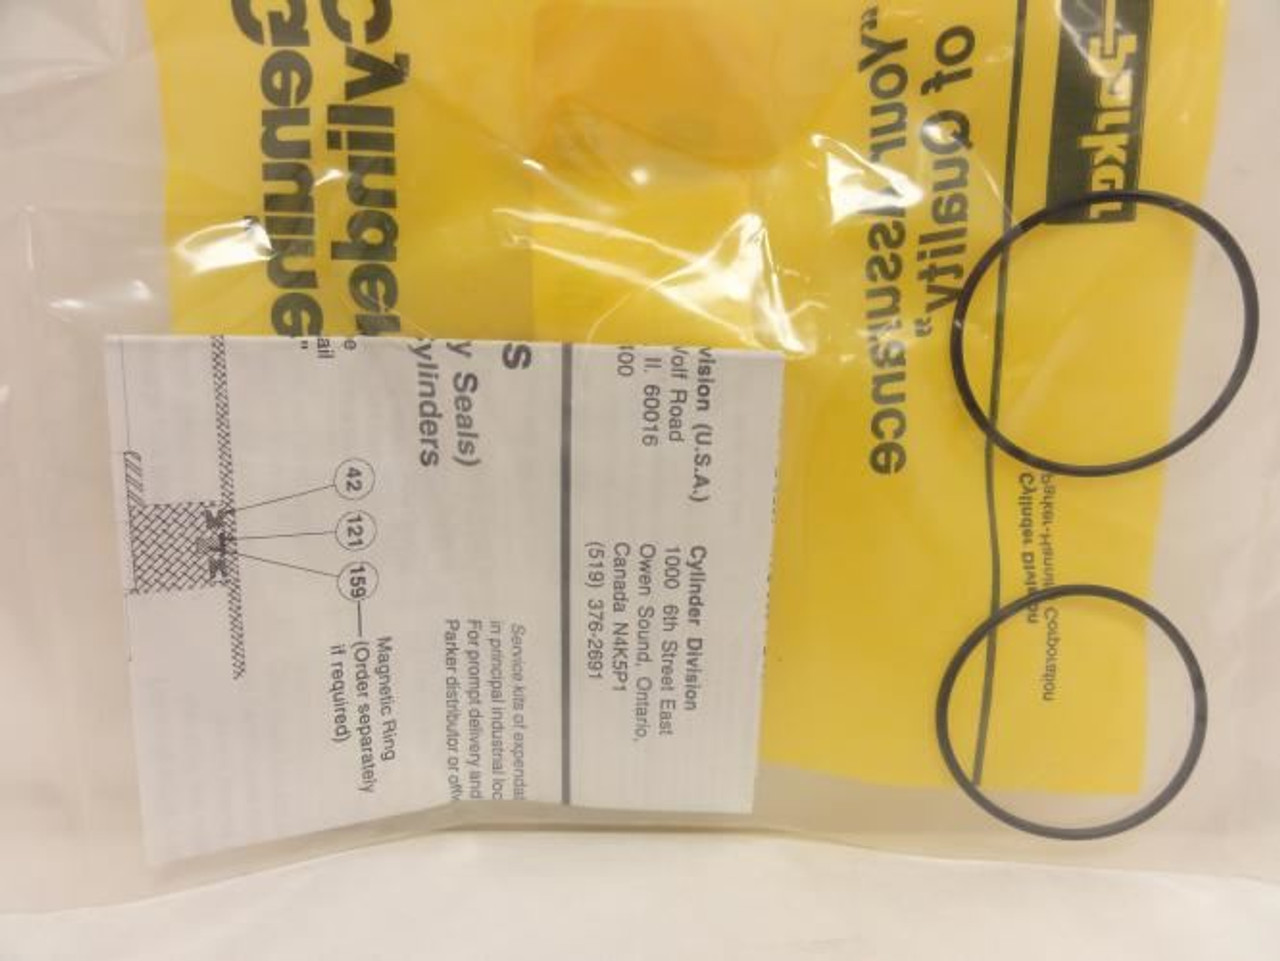 Parker
"Your Assurance
of Quality"
Cylinder Division
Parker-Hannifin Corporation
Genuine"
Cylinder
vision (U.S.A.)
Volf Road
Il. 60016
300
Cylinder Division
1000 6th Street East
Owen Sound, Ontario,
Canada N4K5P1
(519) 376-2691
s
y Seals)
ylinders
e
ail
Service kits of expendat
in principal industrial loc
For prompt delivery and
Parker distributor or offi
42
121
159
Magnetic Ring
(Order separately
if required)